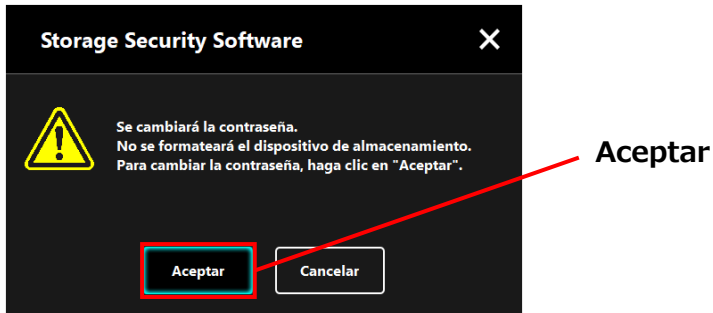 Storage Security Software
Se cambiará la contraseña.
No se formateará el dispositivo de almacenamiento.
Para cambiar la contraseña, haga clic en "Aceptar".
Aceptar
Aceptar
Cancelar